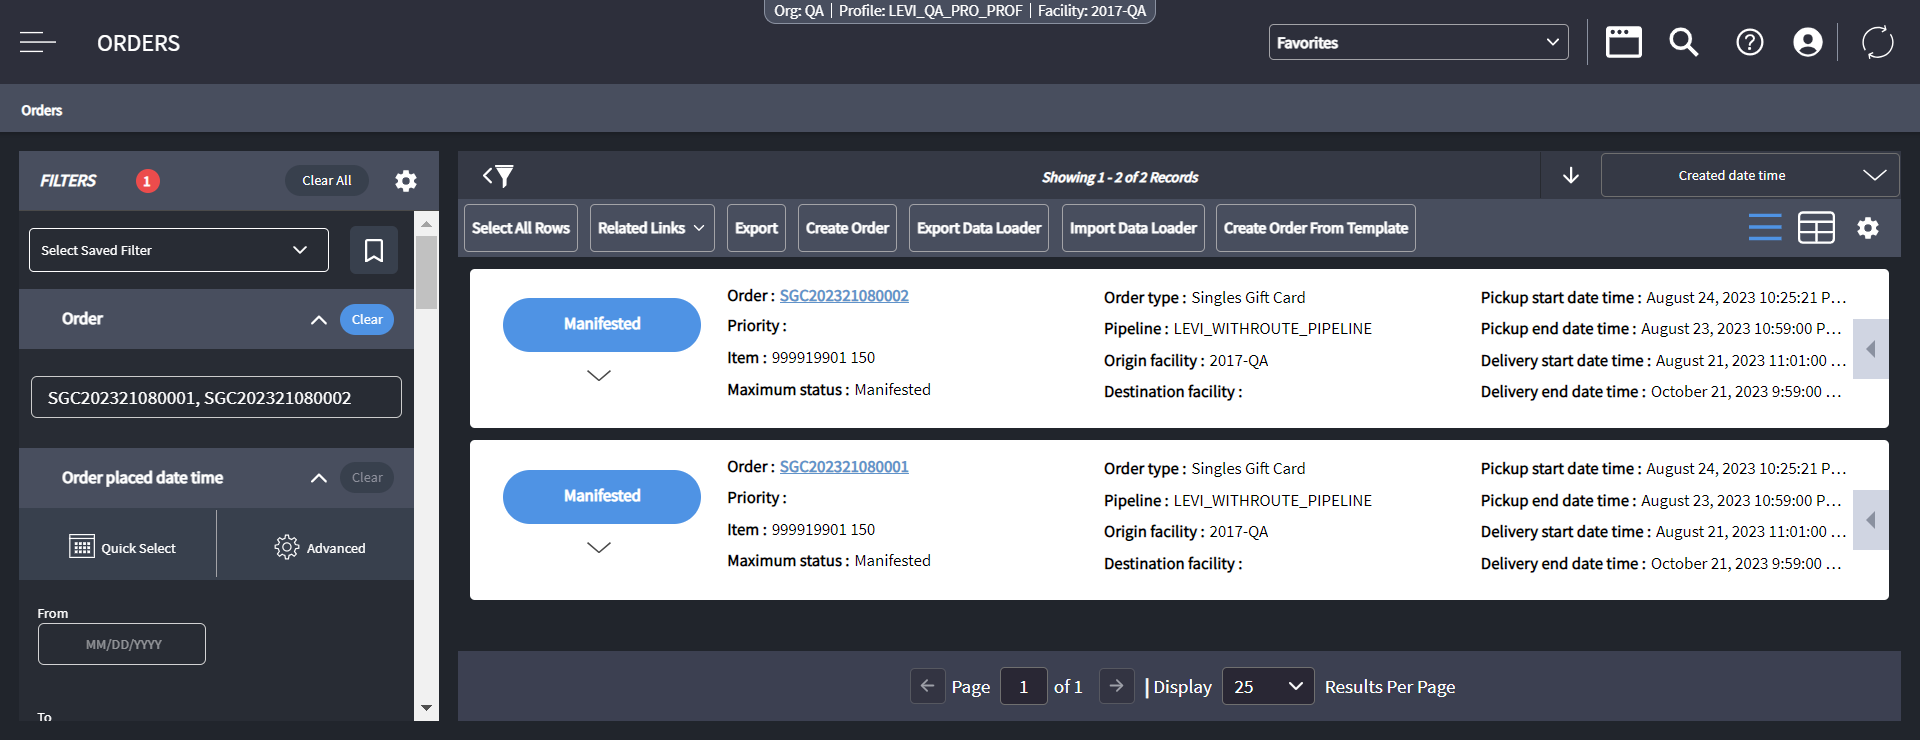 Org: QA | Profile: LEVI_QA_PRO_PROF | Facility: 2017-QA
ORDERS
Favorites
Orders
FILTERS 1 Clear All
Select Saved Filter
Order Clear
SGC202321080001, SGC202321080002
Order placed date time Clear
Quick Select Advanced
From
MM/DD/YYYY
To
Showing 1 - 2 of 2 Records
Created date time
Select All Rows Related Links Export Create Order Export Data Loader Import Data Loader Create Order From Template
Manifested
Order : SGC202321080002
Priority :
Item : 999919901 150
Maximum status : Manifested
Order type : Singles Gift Card
Pipeline : LEVI_WITHROUTE_PIPELINE
Origin facility : 2017-QA
Destination facility :
Pickup start date time : August 24, 2023 10:25:21 P...
Pickup end date time : August 23, 2023 10:59:00 P...
Delivery start date time : August 21, 2023 11:01:00 ...
Delivery end date time : October 21, 2023 9:59:00 ...
Manifested
Order : SGC202321080001
Priority :
Item : 999919901 150
Maximum status : Manifested
Order type : Singles Gift Card
Pipeline : LEVI_WITHROUTE_PIPELINE
Origin facility : 2017-QA
Destination facility :
Pickup start date time : August 24, 2023 10:25:21 P...
Pickup end date time : August 23, 2023 10:59:00 P...
Delivery start date time : August 21, 2023 11:01:00 ...
Delivery end date time : October 21, 2023 9:59:00 ...
Page 1 of 1 | Display 25 Results Per Page